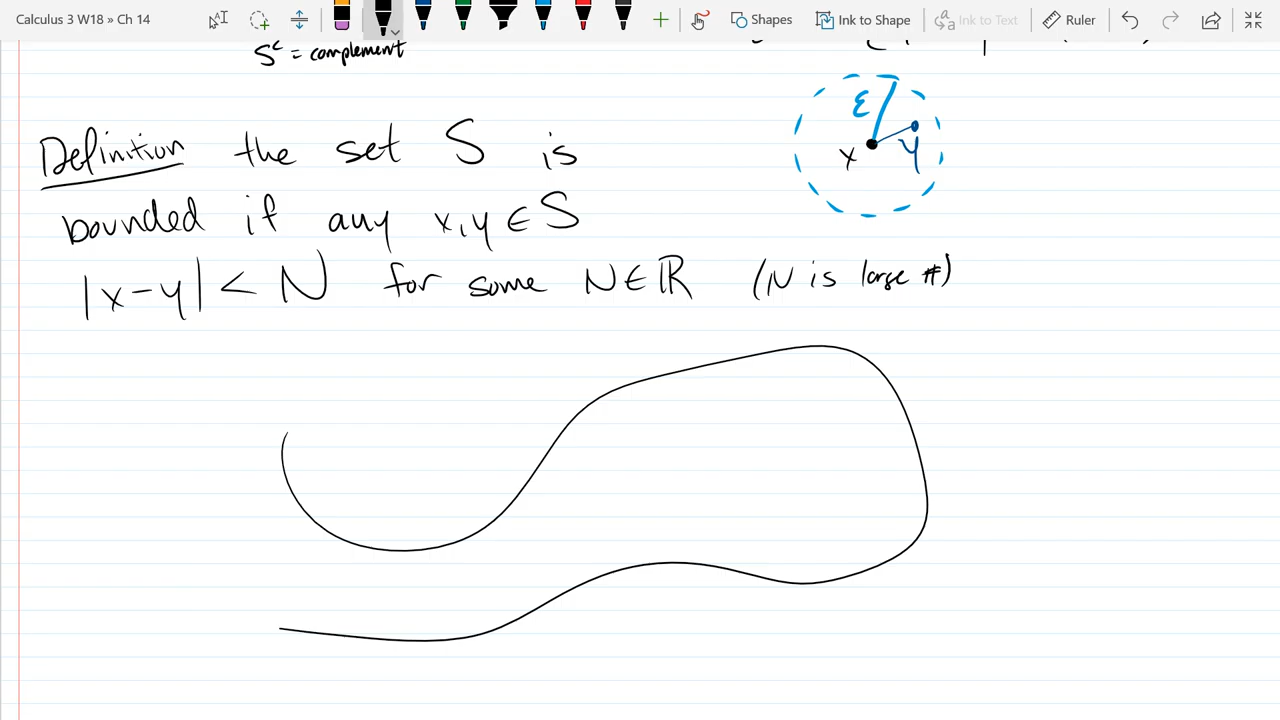 Calculus 3 W18 » Ch 14
Shapes
Ink to Shape
Ink to Text
Ruler
Sᶜ = complement
ε
x
y
Definition the set S is
bounded if any x,y ∈ S
|x-y| < N for some N∈ℝ (N is large #)